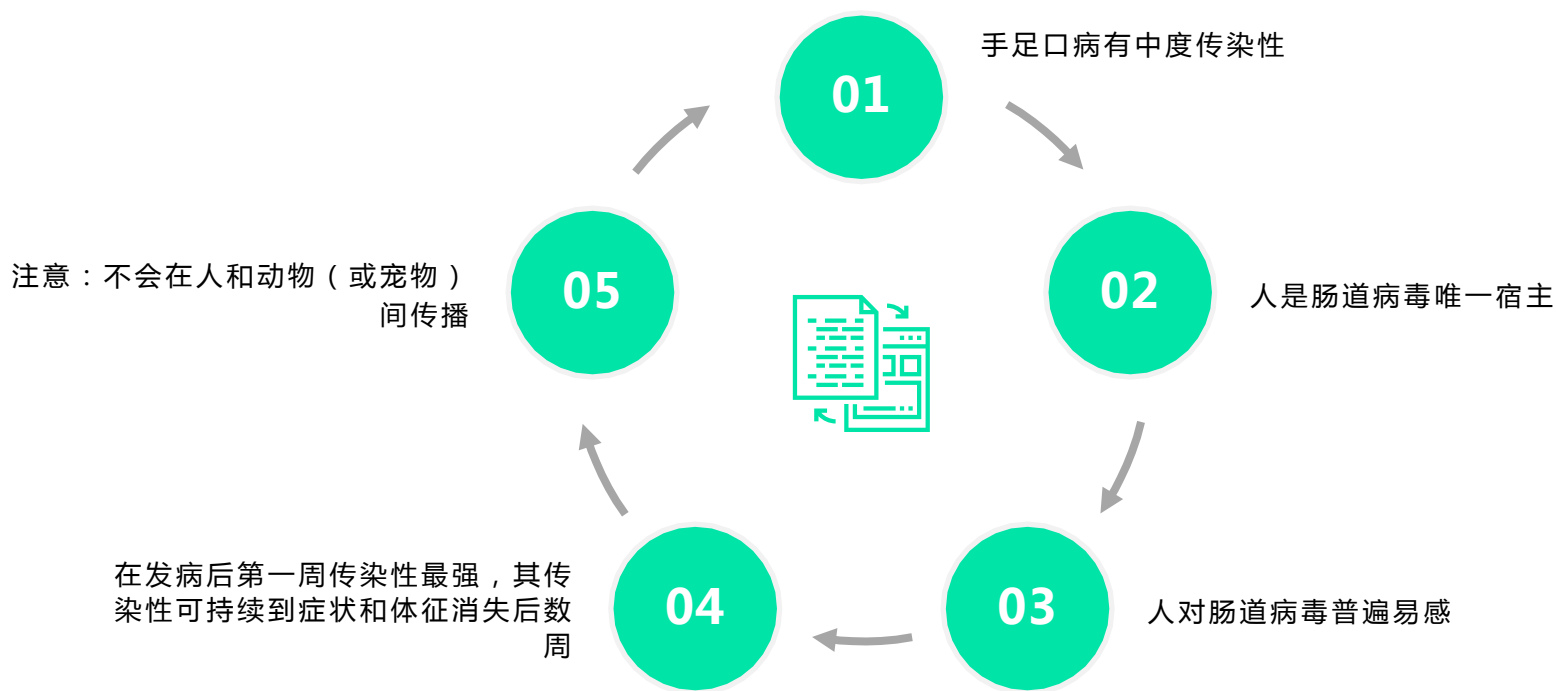 01
手足口病有中度传染性
02
人是肠道病毒唯一宿主
03
人对肠道病毒普遍易感
04
在发病后第一周传染性最强，其传
染性可持续到症状和体征消失后数
周
05
注意：不会在人和动物（或宠物）
间传播